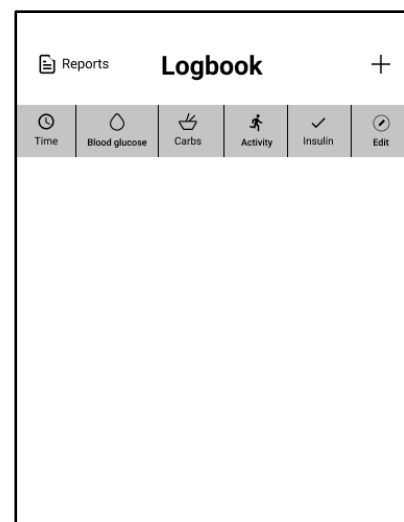 Reports
Logbook
Time
Blood glucose
Carbs
Activity
Insulin
Edit